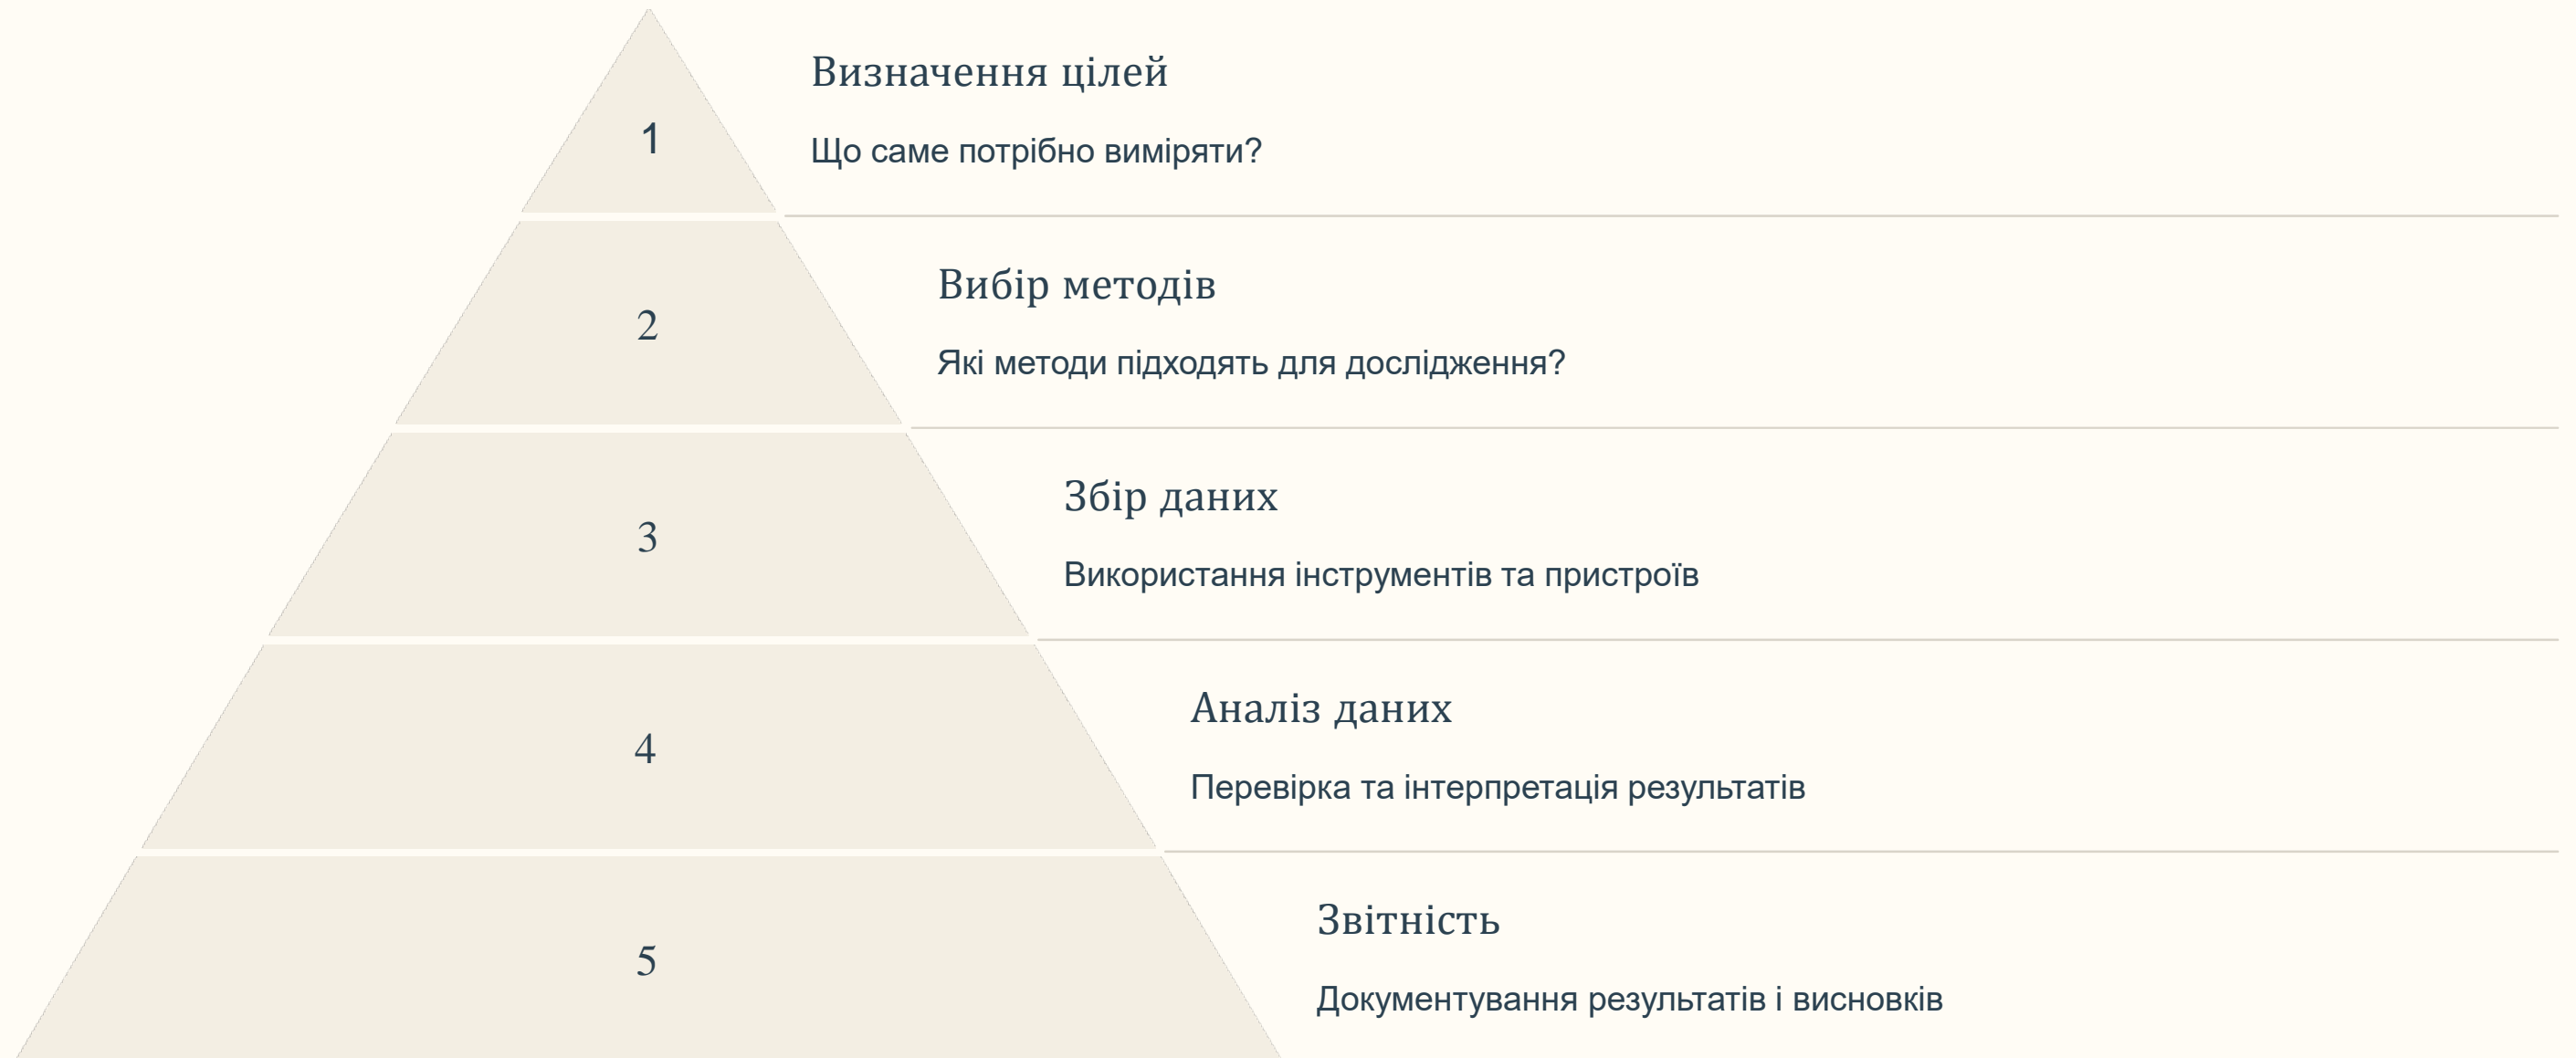 1
Визначення цілей
Що саме потрібно виміряти?
2
Вибір методів
Які методи підходять для дослідження?
3
Збір даних
Використання інструментів та пристроїв
4
Аналіз даних
Перевірка та інтерпретація результатів
5
Звітність
Документування результатів і висновків